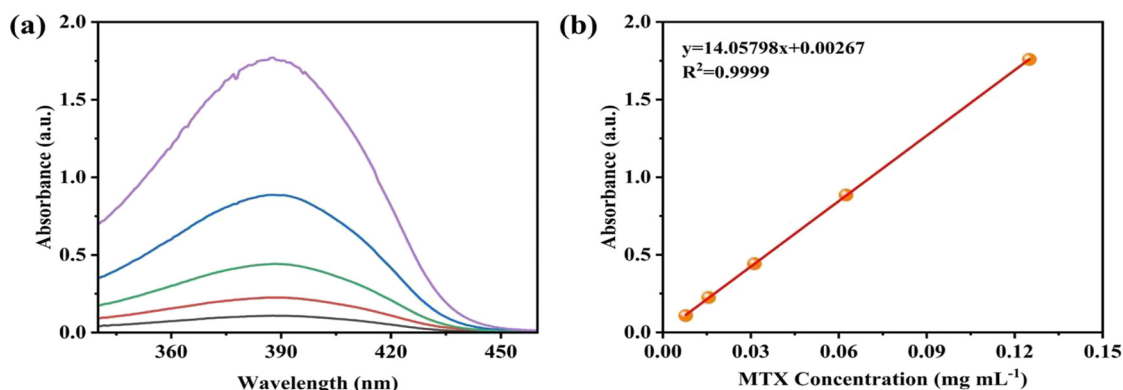 (a)
2.0
1.5
1.0
0.5
0.0
Absorbance (a.u.)
360
390
420
450
Wavelength (nm)
(b)
y=14.05798x+0.00267
R²=0.9999
2.0
1.5
1.0
0.5
0.0
Absorbance (a.u.)
0.00
0.03
0.06
0.09
0.12
0.15
MTX Concentration (mg mL⁻¹)